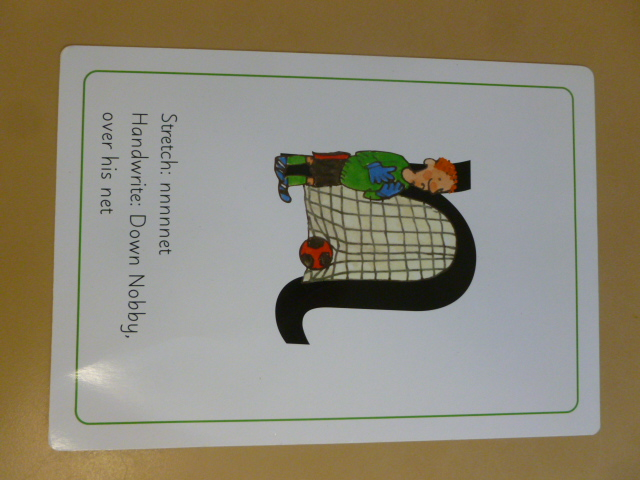 Stretch: nnnnnet
Handwrite: Down Nobby,
over his net